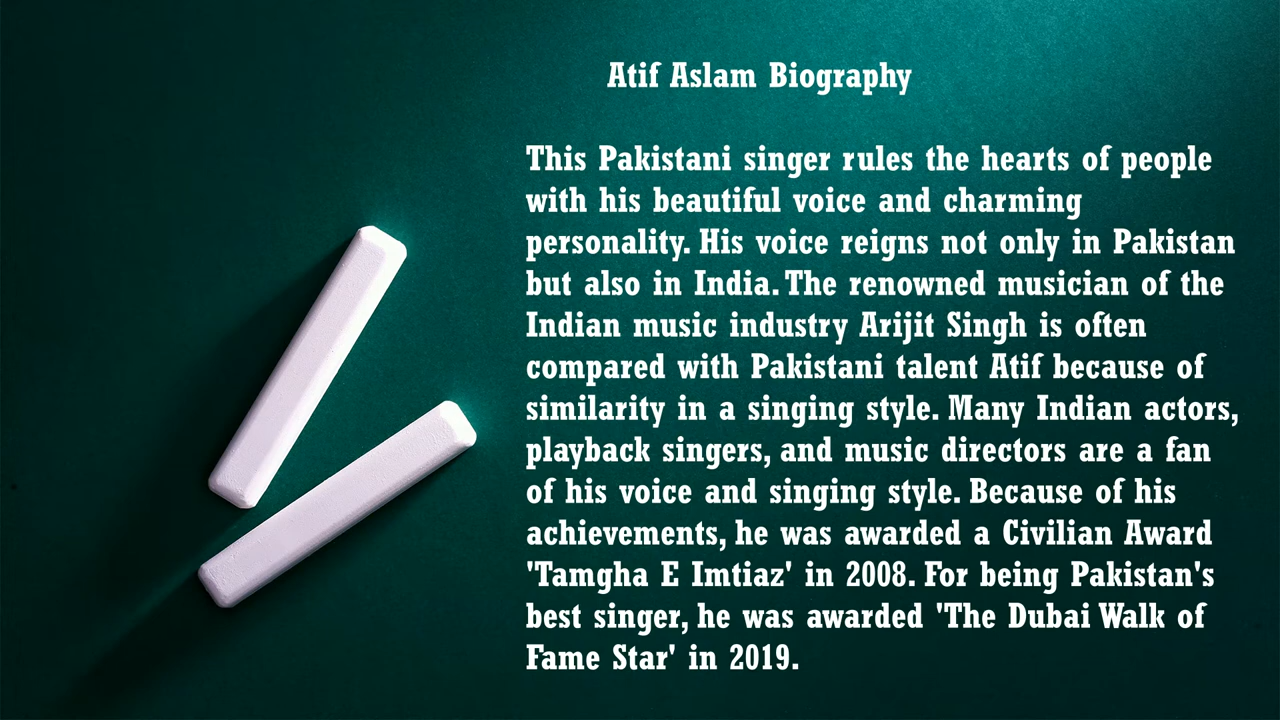 Atif Aslam Biography
This Pakistani singer rules the hearts of people
with his beautiful voice and charming
personality. His voice reigns not only in Pakistan
but also in India. The renowned musician of the
Indian music industry Arijit Singh is often
compared with Pakistani talent Atif because of
similarity in a singing style. Many Indian actors,
playback singers, and music directors are a fan
of his voice and singing style. Because of his
achievements, he was awarded a Civilian Award
'Tamgha E Imtiaz' in 2008. For being Pakistan's
best singer, he was awarded 'The Dubai Walk of
Fame Star' in 2019.